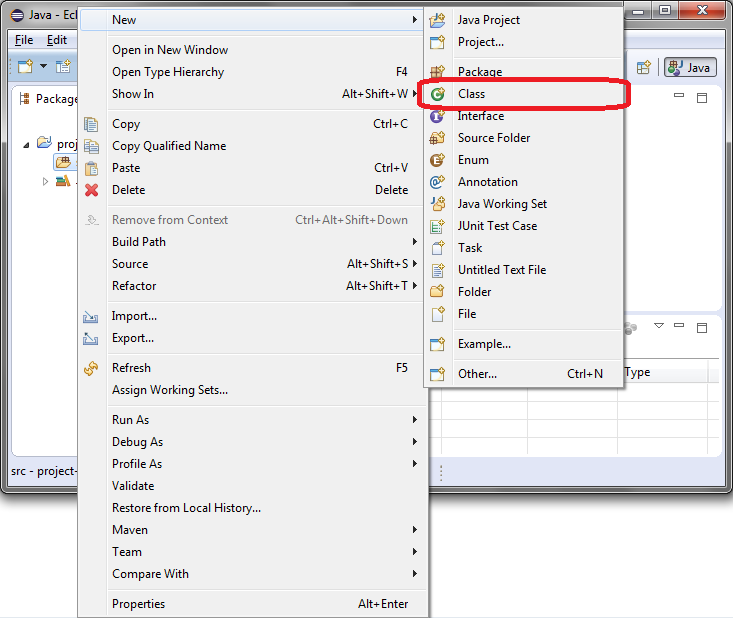 Java - Ecl
File Edit
Package
proj
src - project-
New
Open in New Window
Open Type Hierarchy F4
Show In Alt+Shift+W
Copy Ctrl+C
Copy Qualified Name
Paste Ctrl+V
Delete Delete
Remove from Context Ctrl+Alt+Shift+Down
Build Path
Source Alt+Shift+S
Refactor Alt+Shift+T
Import...
Export...
Refresh F5
Assign Working Sets...
Run As
Debug As
Profile As
Validate
Restore from Local History...
Maven
Team
Compare With
Properties Alt+Enter
Java Project
Project...
Package
Class
Interface
Source Folder
Enum
Annotation
Java Working Set
JUnit Test Case
Task
Untitled Text File
Folder
File
Example...
Other... Ctrl+N
Java
Type